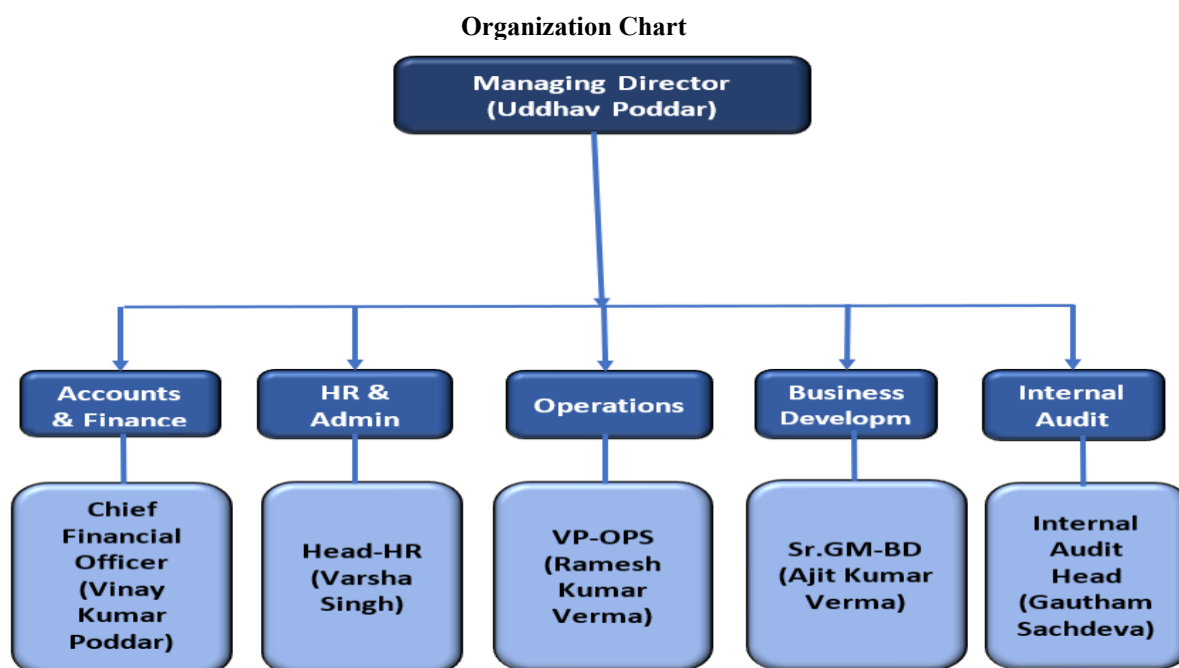 Organization Chart
Managing Director
(Uddhav Poddar)
Accounts
& Finance
HR &
Admin
Operations
Business
Developm
Internal
Audit
Chief
Financial
Officer
(Vinay
Kumar
Poddar)
Head-HR
(Varsha
Singh)
VP-OPS
(Ramesh
Kumar
Verma)
Sr.GM-BD
(Ajit Kumar
Verma)
Internal
Audit
Head
(Gautham
Sachdeva)